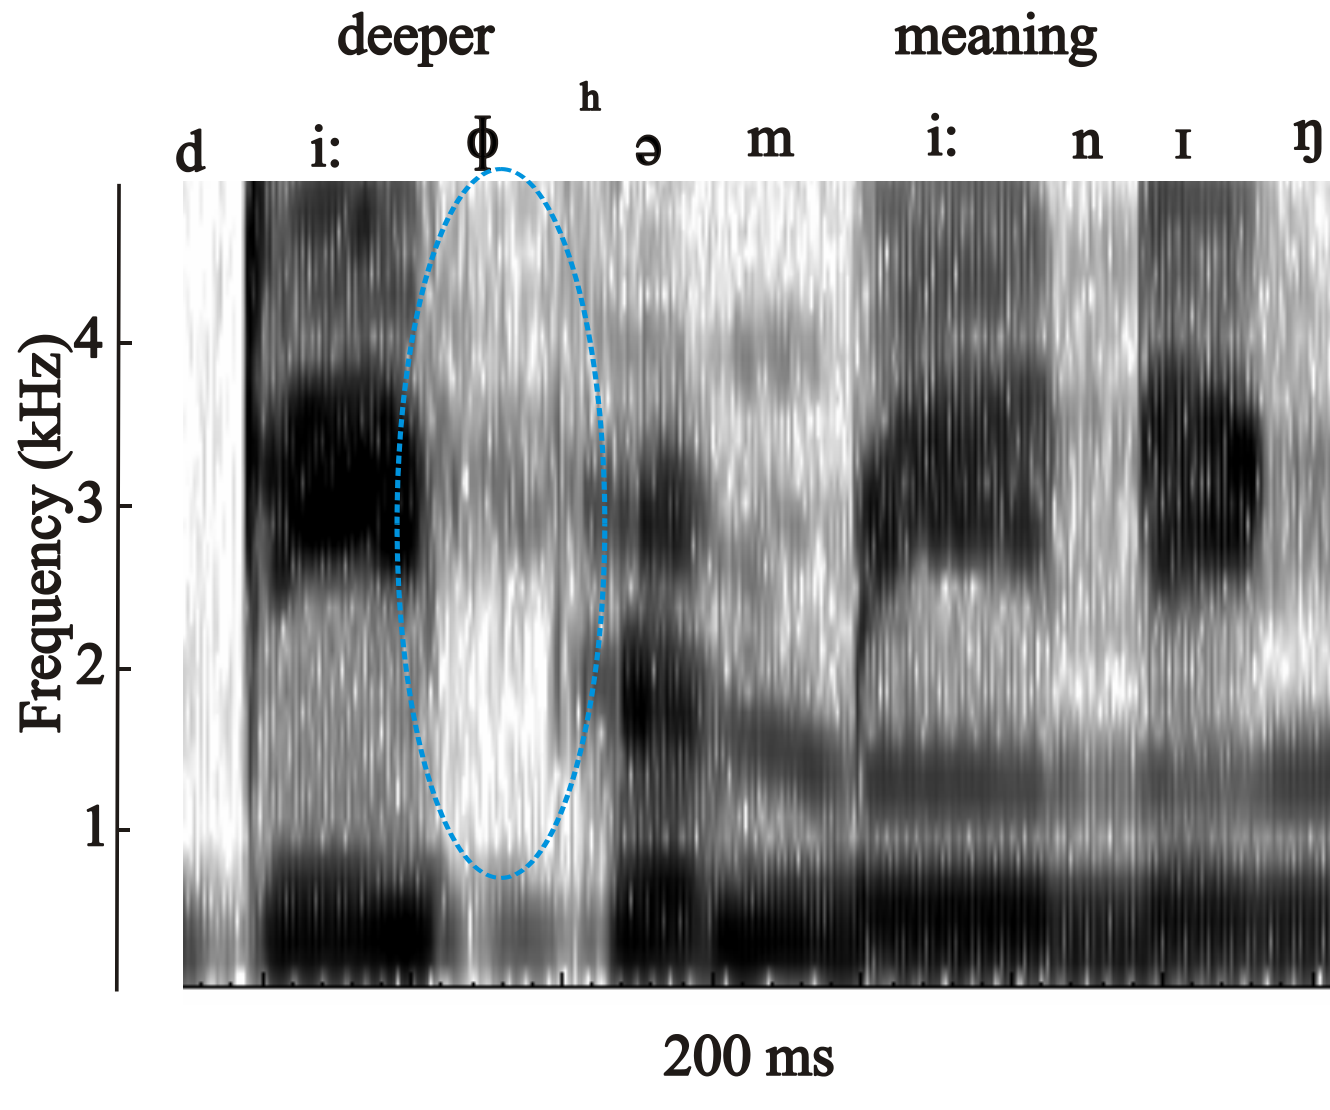 deeper meaning
h
d i: ɸ ə m i: n ɪ ŋ
Frequency (kHz)
4
3
2
1
200 ms